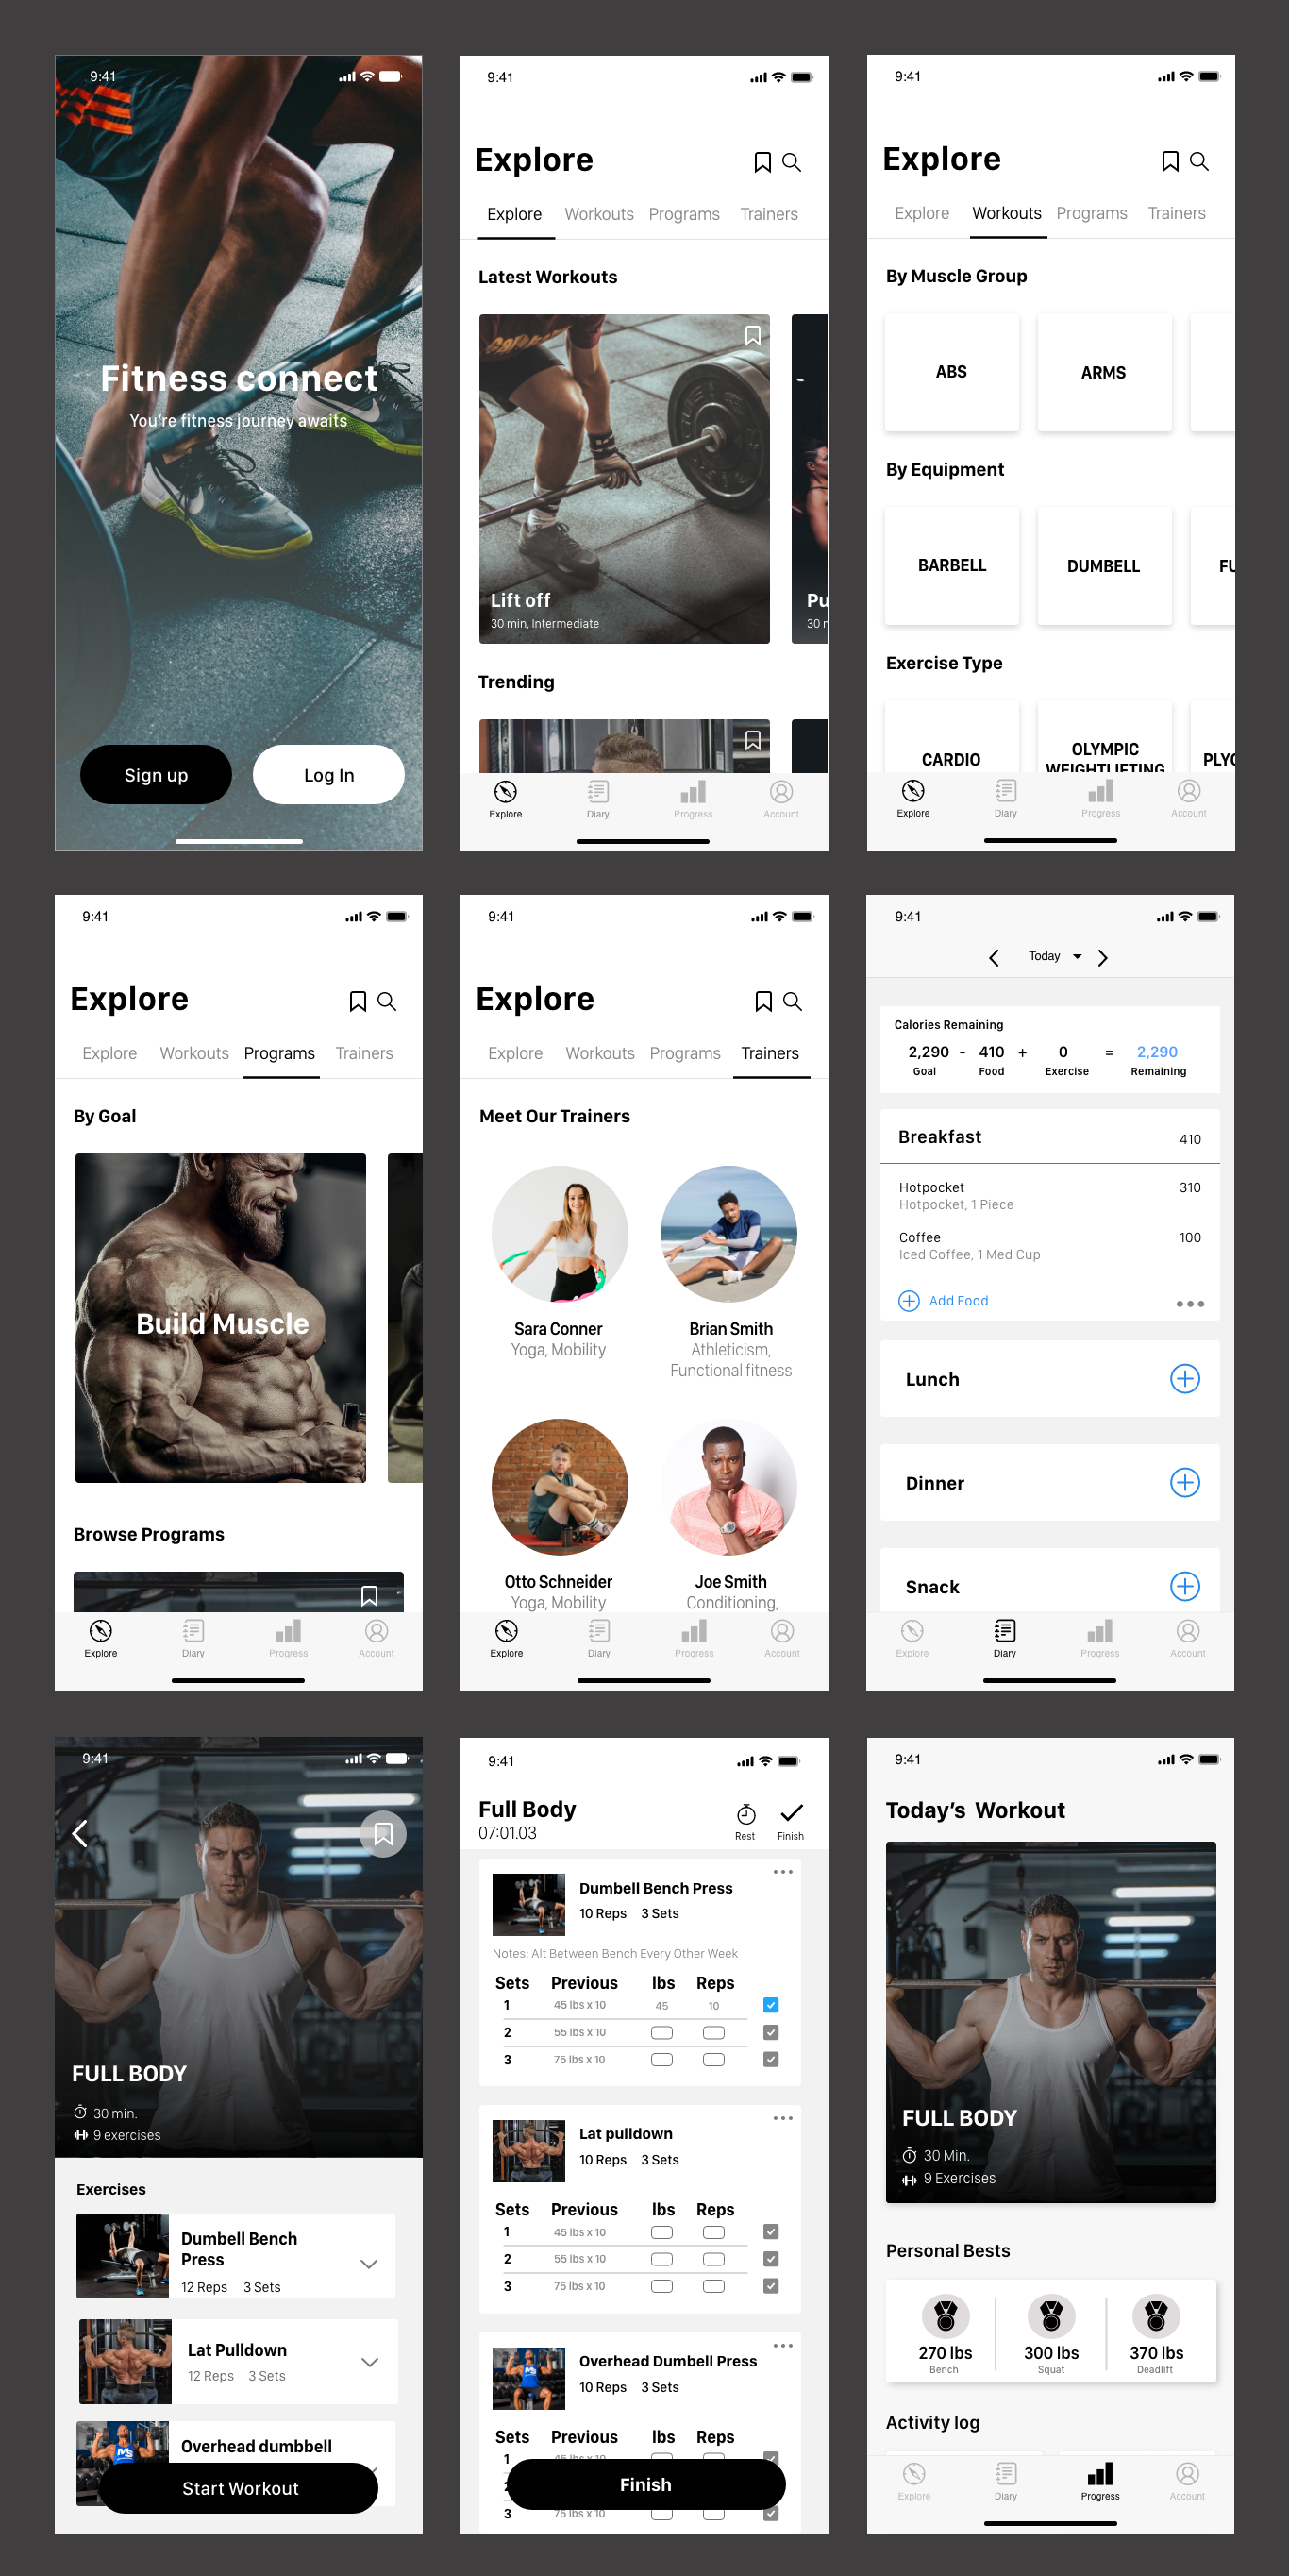 9:41
Fitness connect
You're fitness journey awaits
Sign up
Log In
9:41
Explore
Explore Workouts Programs Trainers
Latest Workouts
Lift off
30 min, Intermediate
Pu
30 r
Trending
Explore Diary Progress Account
9:41
Explore
Explore Workouts Programs Trainers
By Muscle Group
ABS
ARMS
By Equipment
BARBELL
DUMBELL
FU
Exercise Type
CARDIO
OLYMPIC
WEIGHTLIFTING
PLYO
Explore Diary Progress Account
9:41
Explore
Explore Workouts Programs Trainers
By Goal
Build Muscle
Browse Programs
Explore Diary Progress Account
9:41
Explore
Explore Workouts Programs Trainers
Meet Our Trainers
Sara Conner
Yoga, Mobility
Brian Smith
Athleticism,
Functional fitness
Otto Schneider
Yoga, Mobility
Joe Smith
Conditioning,
Explore Diary Progress Account
9:41
Today
Calories Remaining
2,290 - 410 + 0 = 2,290
Goal Food Exercise Remaining
Breakfast 410
Hotpocket 310
Hotpocket, 1 Piece
Coffee 100
Iced Coffee, 1 Med Cup
Add Food
Lunch
Dinner
Snack
Explore Diary Progress Account
9:41
FULL BODY
30 min.
9 exercises
Exercises
Dumbell Bench
Press
12 Reps 3 Sets
Lat Pulldown
12 Reps 3 Sets
Overhead dumbbell
Start Workout
9:41
Full Body
07:01.03
Rest Finish
Dumbell Bench Press
10 Reps 3 Sets
Notes: Alt Between Bench Every Other Week
Sets Previous lbs Reps
1 45 lbs x 10 45 10
2 55 lbs x 10
3 75 lbs x 10
Lat pulldown
10 Reps 3 Sets
Sets Previous lbs Reps
1 45 lbs x 10
2 55 lbs x 10
3 75 lbs x 10
Overhead Dumbell Press
10 Reps 3 Sets
Sets Previous lbs Reps
1 45 lbs x 10
2
Finish
3 75 lbs x 10
9:41
Today's Workout
FULL BODY
30 Min.
9 Exercises
Personal Bests
270 lbs 300 lbs 370 lbs
Bench Squat Deadlift
Activity log
Explore Diary Progress Account